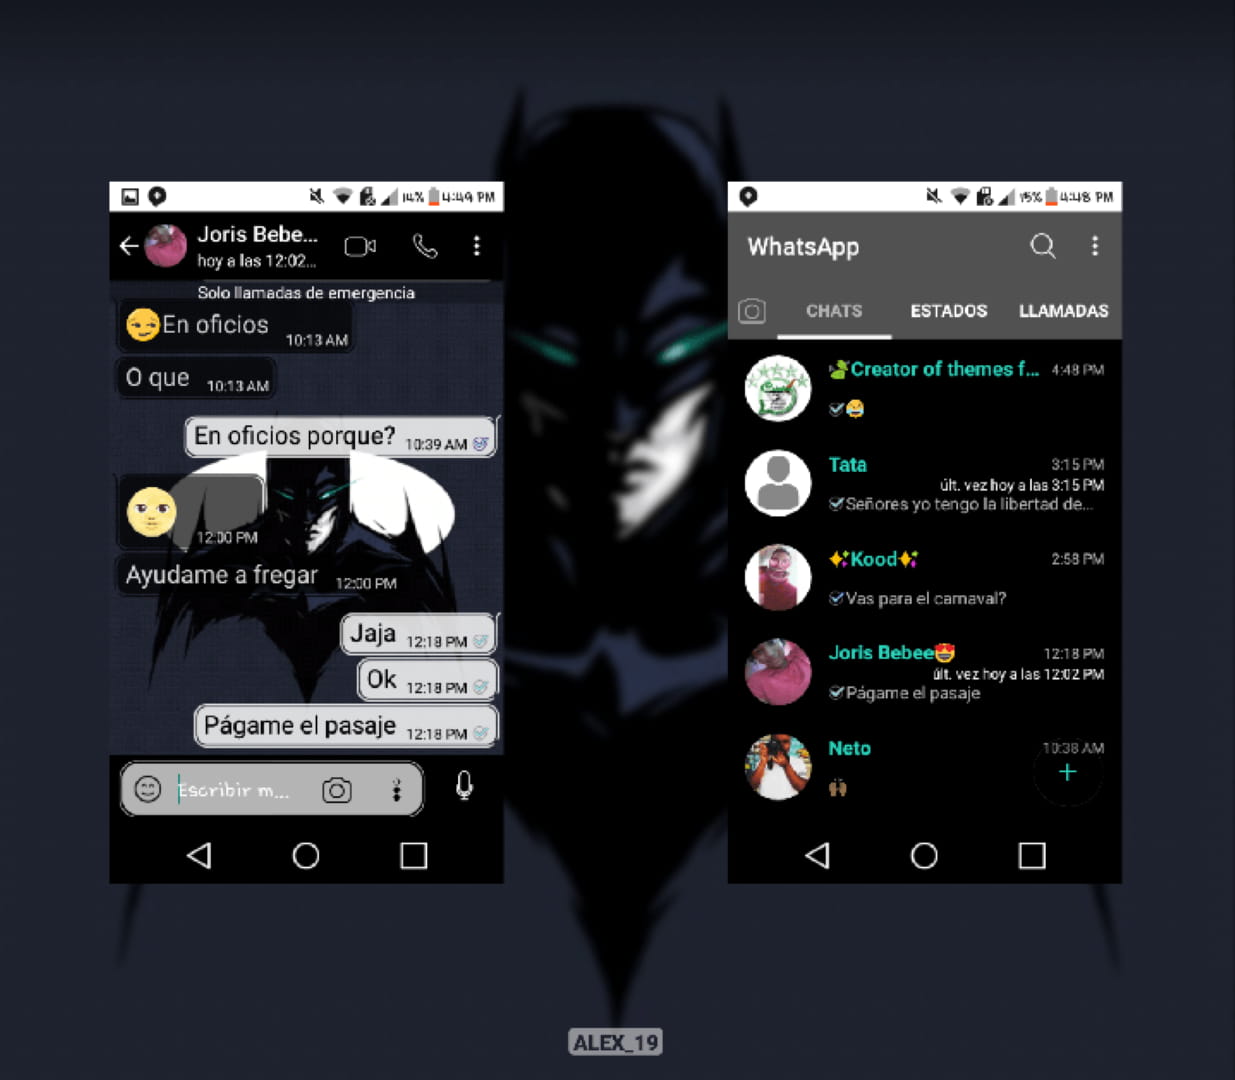 14% 4:49 PM
Joris Bebe...
hoy a las 12:02...
Solo llamadas de emergencia
😏En oficios 10:13 AM
O que 10:13 AM
En oficios porque? 10:39 AM
12:00 PM
Ayudame a fregar 12:00 PM
Jaja 12:18 PM
Ok 12:18 PM
Págame el pasaje 12:18 PM
Escribir m...
15% 4:48 PM
WhatsApp
CHATS ESTADOS LLAMADAS
Creator of themes f... 4:48 PM
😂
Tata 3:15 PM
últ. vez hoy a las 3:15 PM
Señores yo tengo la libertad de...
✨Kood✨ 2:58 PM
Vas para el carnaval?
Joris Bebee😍 12:18 PM
últ. vez hoy a las 12:02 PM
Págame el pasaje
Neto 10:38 AM
ALEX_19